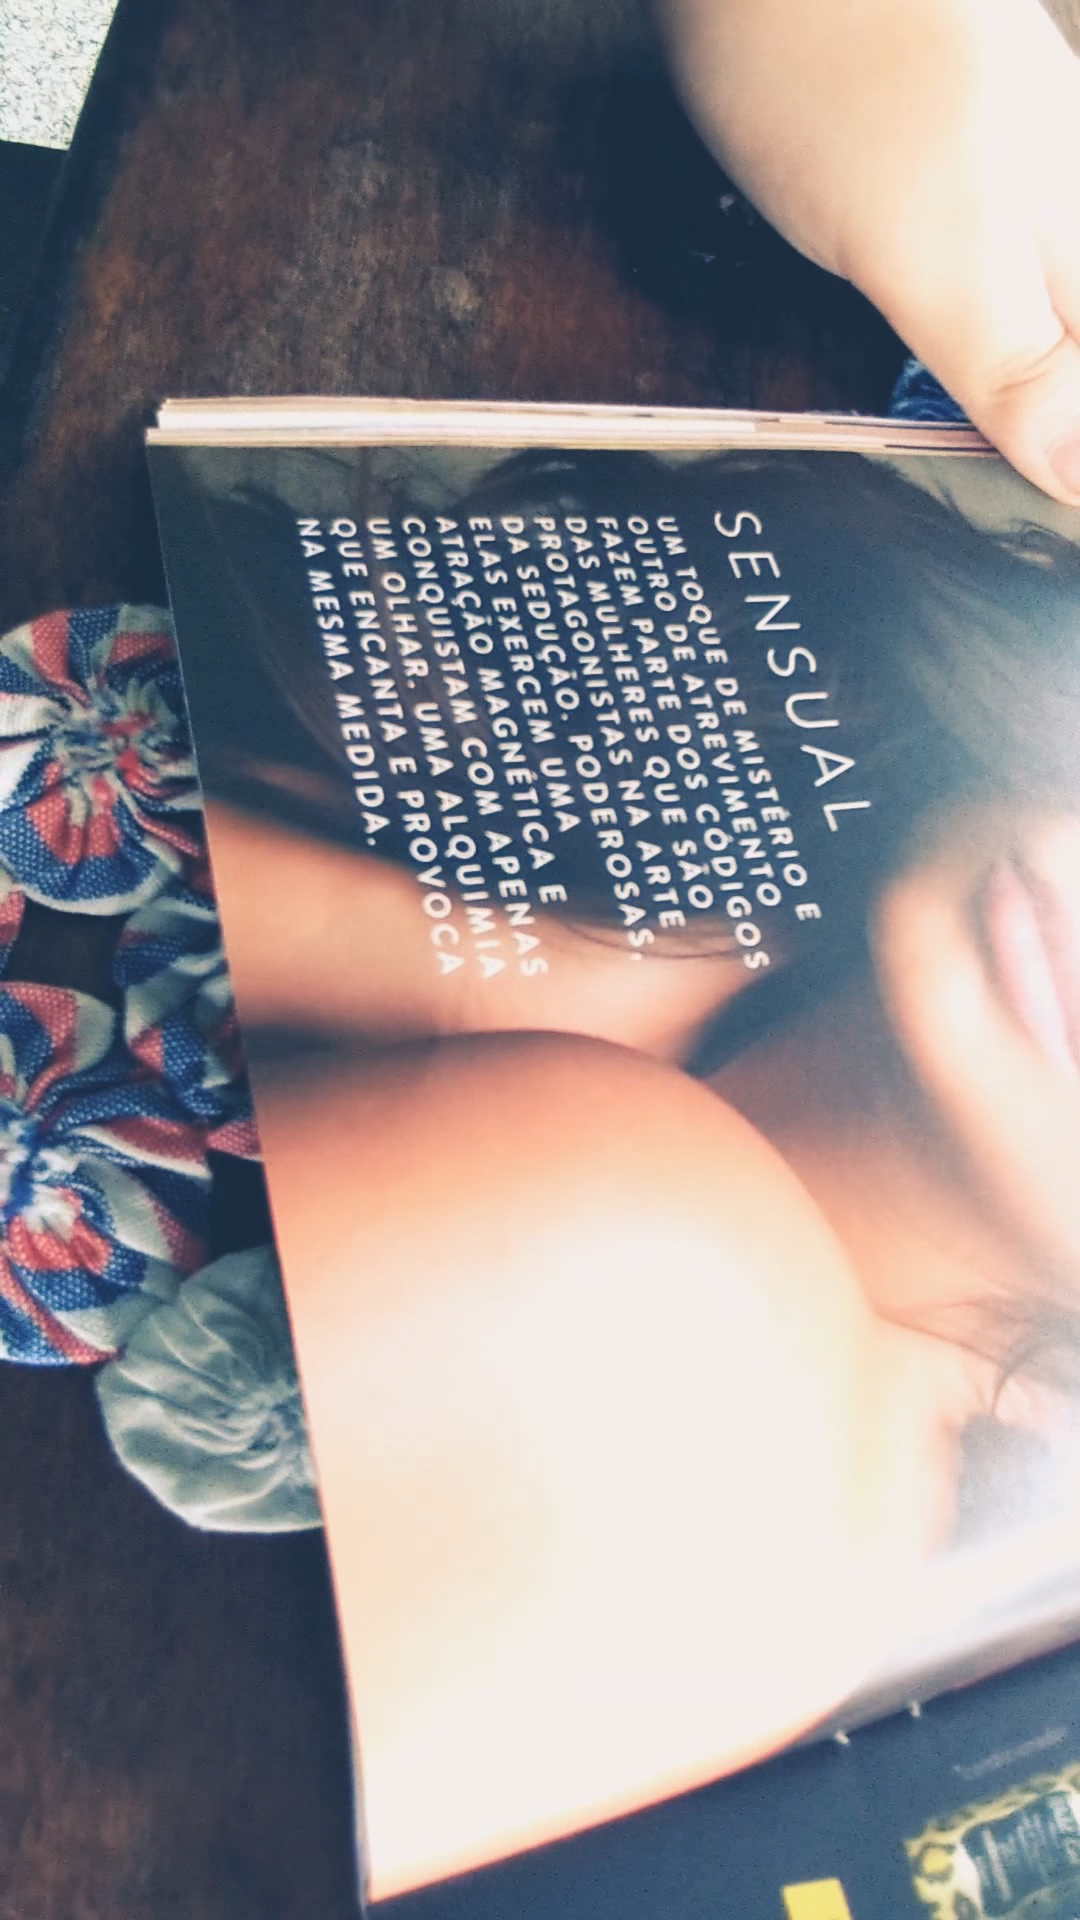 SENSUAL
UM TOQUE DE MISTÉRIO E
OUTRO DE ATREVIMENTO
FAZEM PARTE DOS CÓDIGOS
DAS MULHERES QUE SÃO
PROTAGONISTAS NA ARTE
DA SEDUÇÃO. PODEROSAS,
ELAS EXERCEM UMA
ATRAÇÃO MAGNÉTICA E
CONQUISTAM COM APENAS
UM OLHAR. UMA ALQUIMIA
QUE ENCANTA E PROVOCA
NA MESMA MEDIDA.